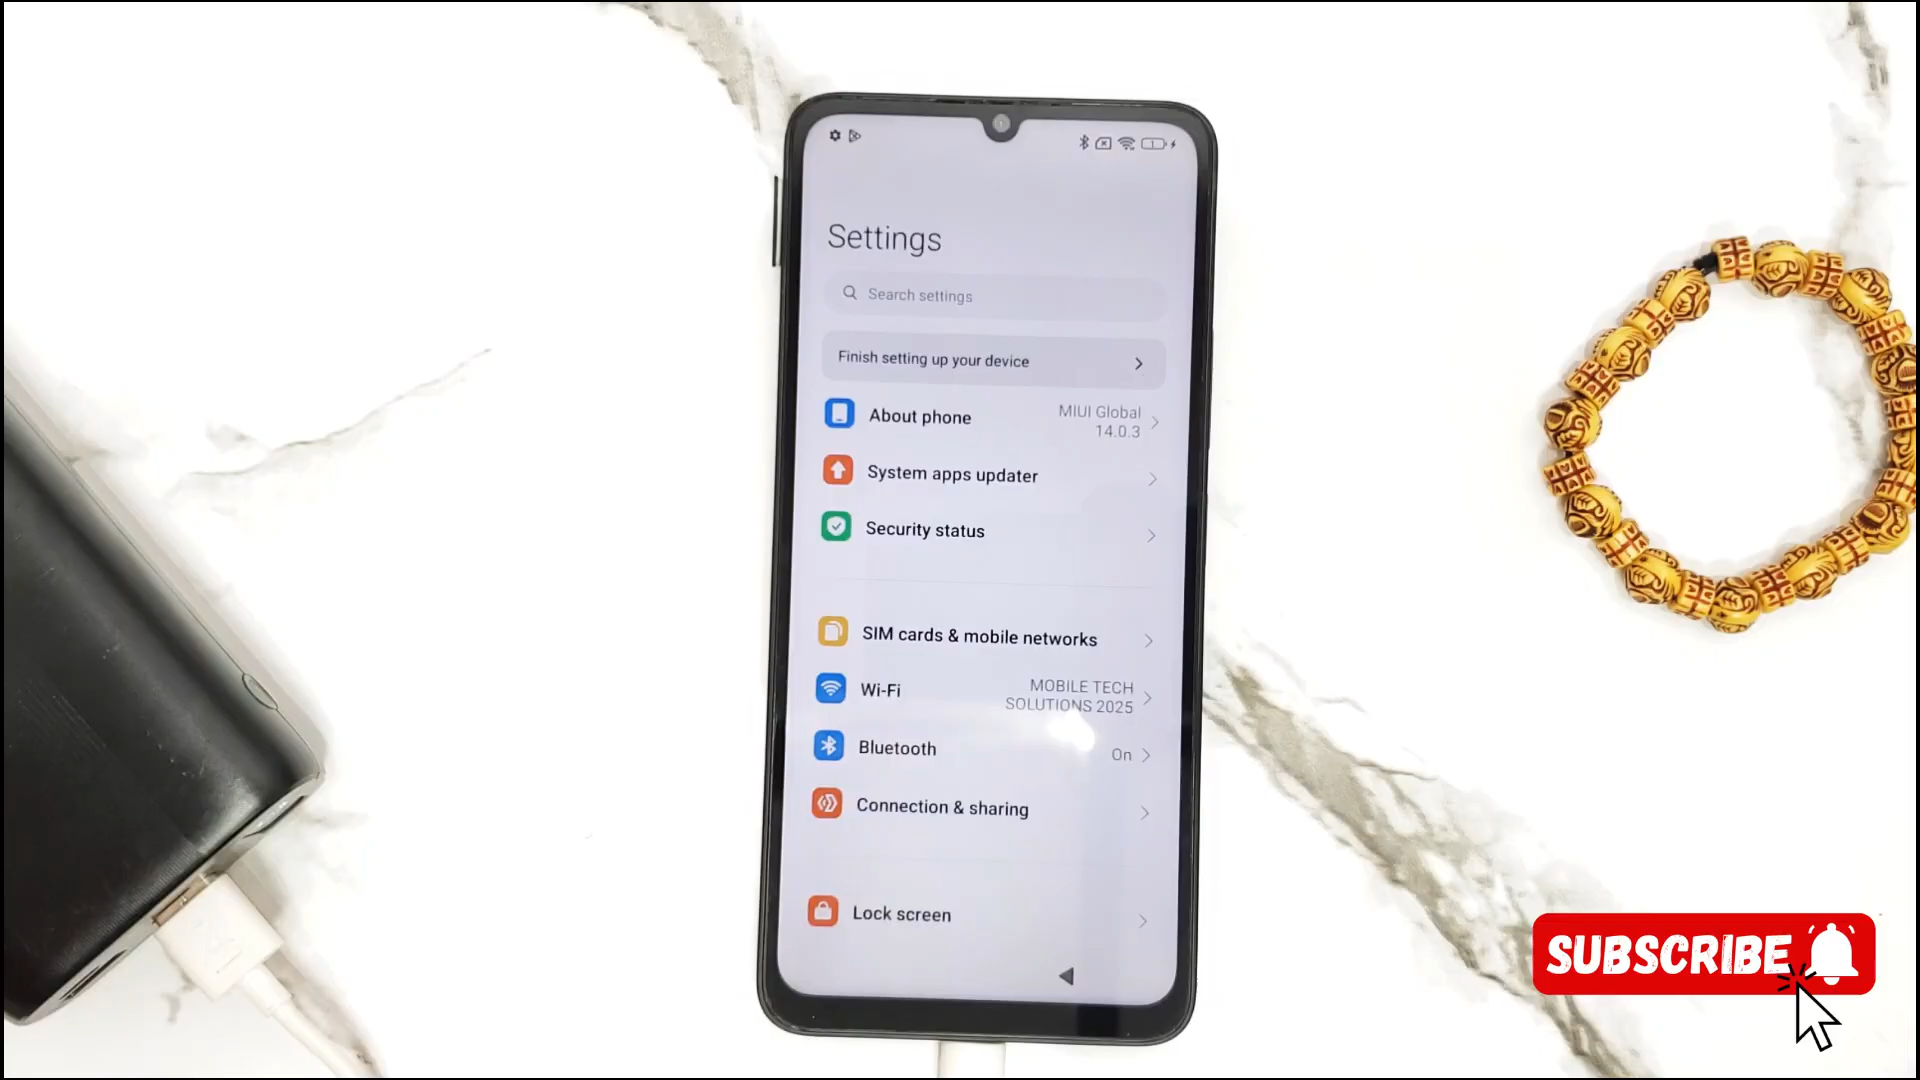 Settings
Search settings
Finish setting up your device
About phone
MIUI Global
14.0.3
System apps updater
Security status
SIM cards & mobile networks
Wi-Fi
MOBILE TECH
SOLUTIONS 2025
Bluetooth
On
Connection & sharing
Lock screen
SUBSCRIBE